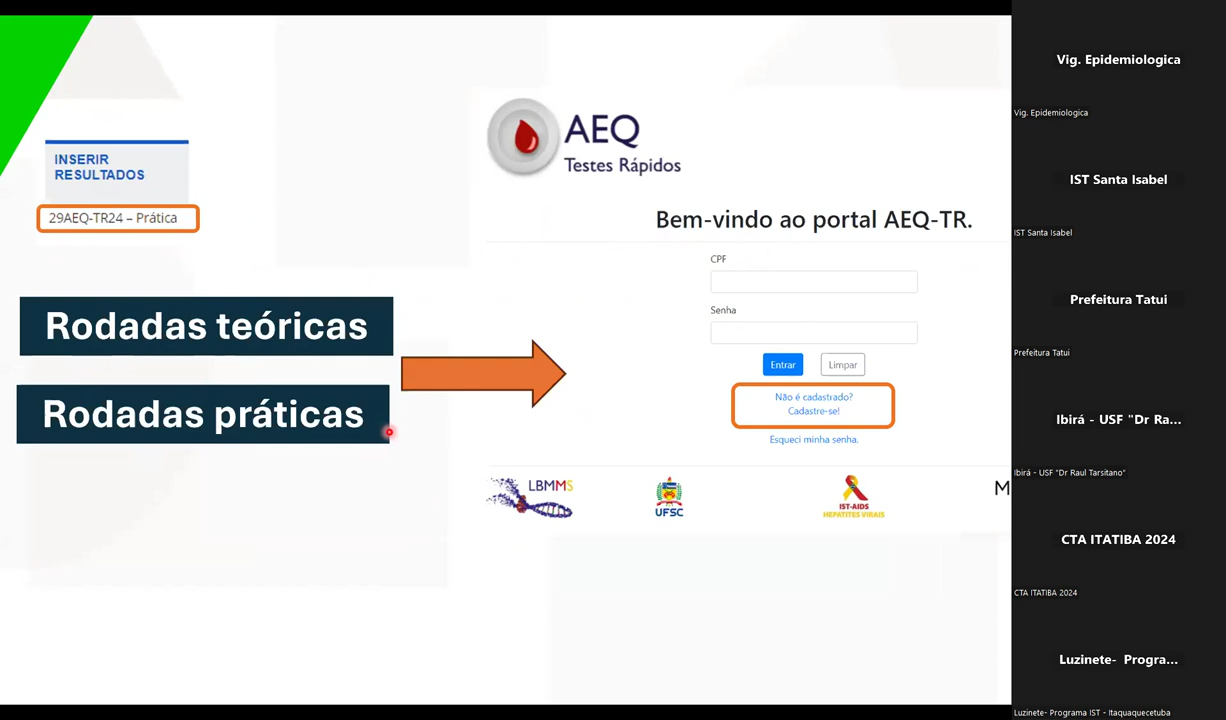 INSERIR
RESULTADOS
29AEQ-TR24 – Prática
Rodadas teóricas
Rodadas práticas
AEQ
Testes Rápidos
Bem-vindo ao portal AEQ-TR.
CPF
Senha
Entrar
Limpar
Não é cadastrado?
Cadastre-se!
Esqueci minha senha.
LBMMS
UFSC
IST-AIDS
HEPATITES VIRAIS
M
Vig. Epidemiologica
Vig. Epidemiologica
IST Santa Isabel
IST Santa Isabel
Prefeitura Tatui
Prefeitura Tatui
Ibirá - USF "Dr Ra...
Ibirá - USF "Dr Raul Tarsitano"
CTA ITATIBA 2024
CTA ITATIBA 2024
Luzinete- Progra...
Luzinete- Programa IST - Itaquaquecetuba